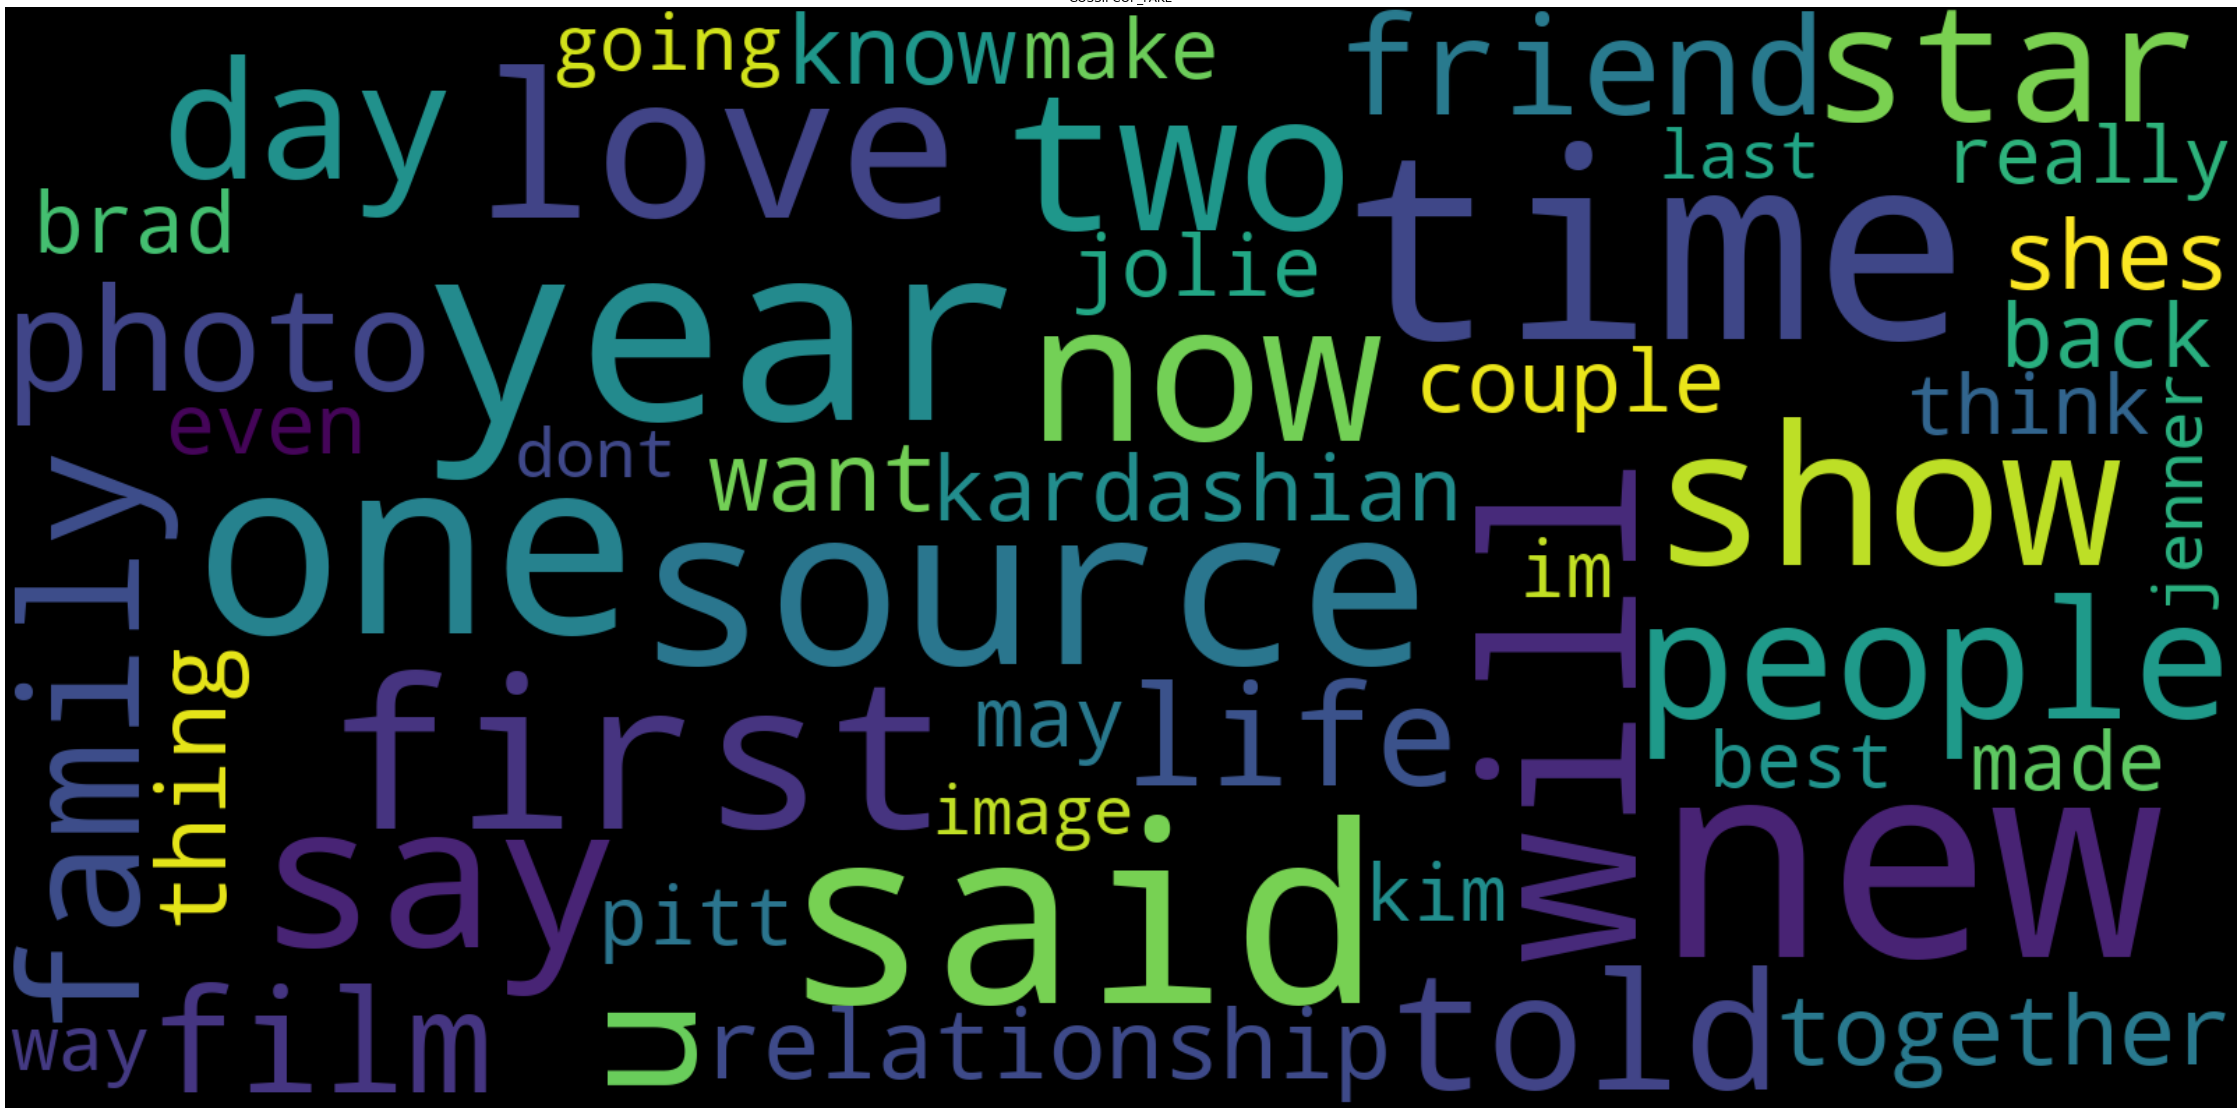 going know make friend star
day love two time last really
brad jolie shes
photo year now couple back
even dont want kardashian think jenner
family one source will im show
thing first may life people
image best made
say pitt said kim new
way film u relationship told together